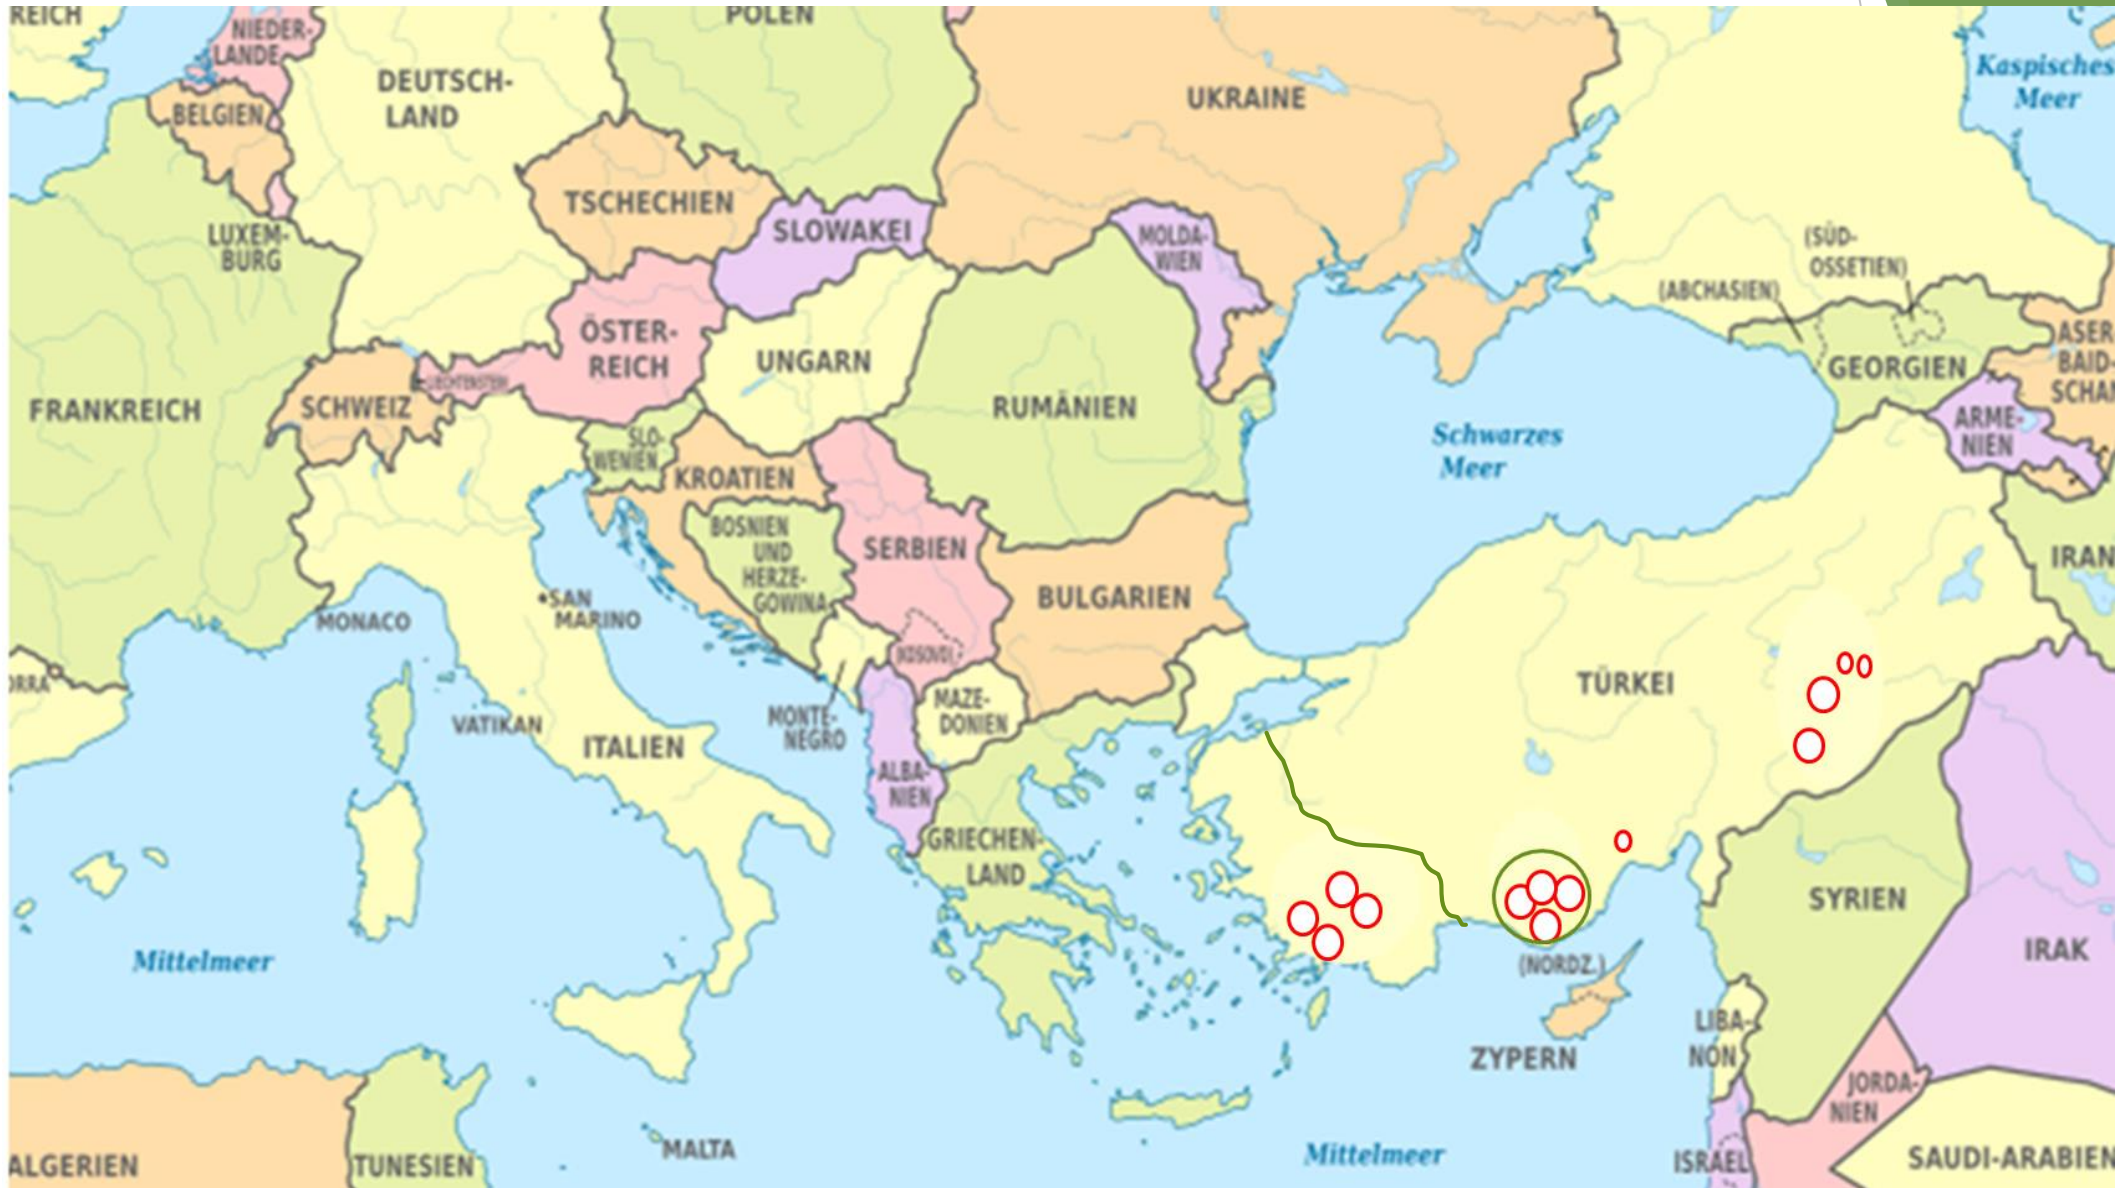 REICH
NIEDER-
LANDE
POLEN
DEUTSCH-
LAND
BELGIEN
UKRAINE
Kaspisches
Meer
TSCHECHIEN
SLOWAKEI
MOLDA-
WIEN
LUXEM-
BURG
(SÜD-
OSSETIEN)
(ABCHASIEN)
ÖSTER-
REICH
UNGARN
LIECHTENSTEIN
SCHWEIZ
FRANKREICH
RUMÄNIEN
GEORGIEN
ASER
BAID-
SCHAN
ARME-
NIEN
SLO-
WENIEN
KROATIEN
Schwarzes
Meer
BOSNIEN
UND
HERZE-
GOWINA
SERBIEN
BULGARIEN
IRAN
SAN
MARINO
MONACO
(KOSOVO)
ORRA
VATIKAN
ITALIEN
MONTE-
NEGRO
MAZE-
DONIEN
TÜRKEI
ALBA-
NIEN
GRIECHEN-
LAND
SYRIEN
IRAK
Mittelmeer
(NORDZ.)
ZYPERN
LIBA-
NON
JORDA-
NIEN
MALTA
Mittelmeer
ALGERIEN
TUNESIEN
ISRAEL
SAUDI-ARABIEN